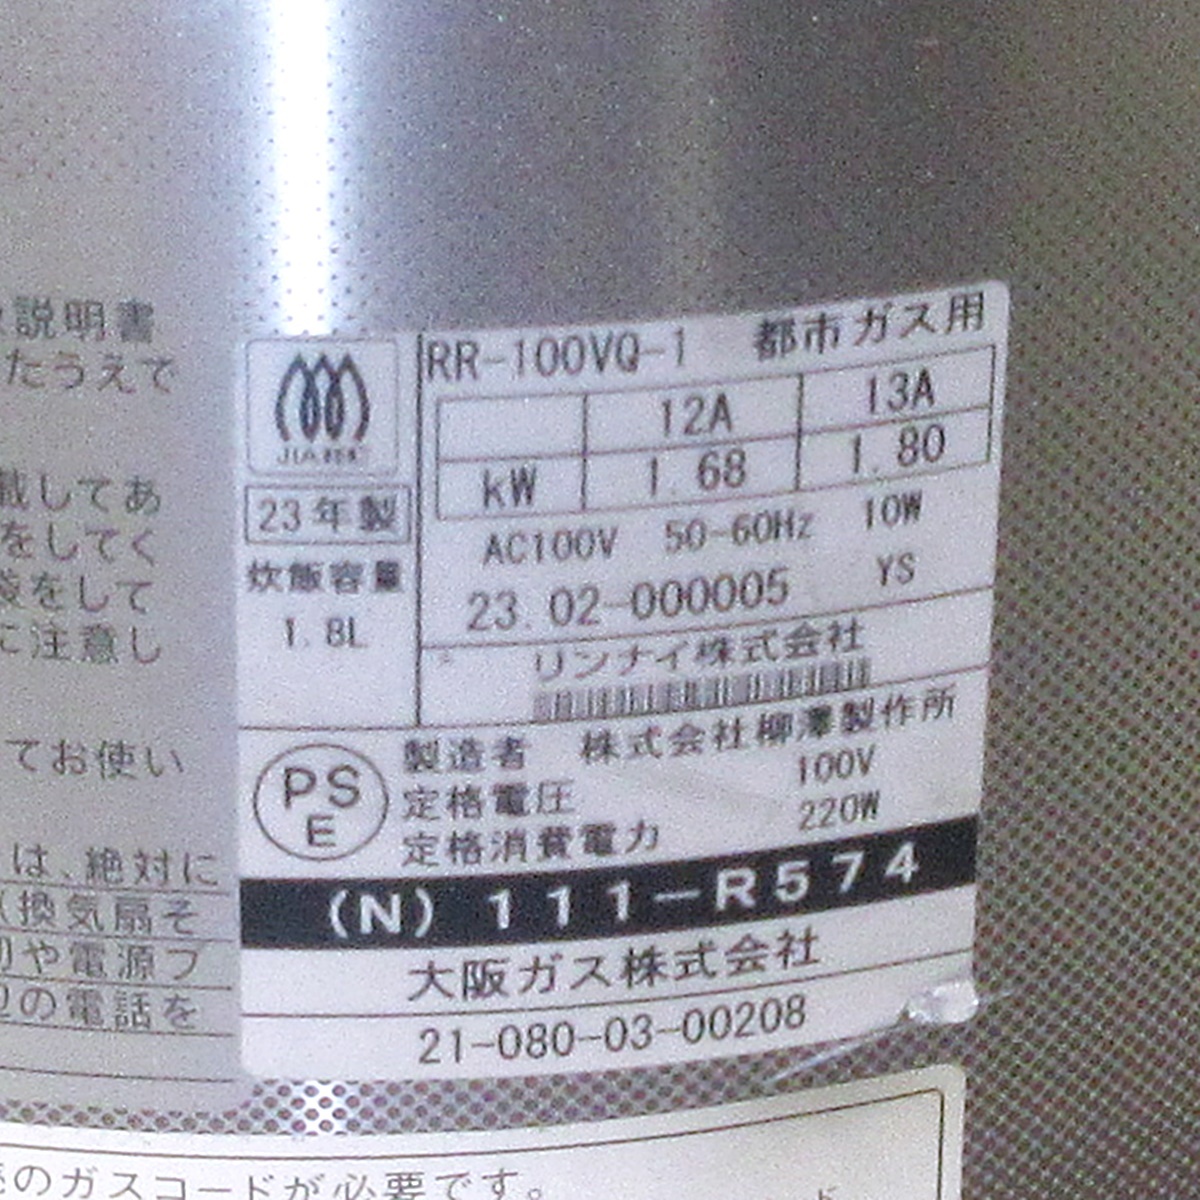 説明書
たうえで
載してあ
をしてく
袋をして
に注意し
てお使い
は、絶対に
換気扇そ
や電源プ
の電話を
RR-100VQ-1 都市ガス用
12A 13A
kW 1.68 1.80
AC100V 50-60Hz 10W
23.02-000005 YS
リンナイ株式会社
JIA
23年製
炊飯容量
1.8L
PS
E
製造者 株式会社柳澤製作所
定格電圧 100V
定格消費電力 220W
(N) 111-R574
大阪ガス株式会社
21-080-03-00208
のガスコードが必要です。